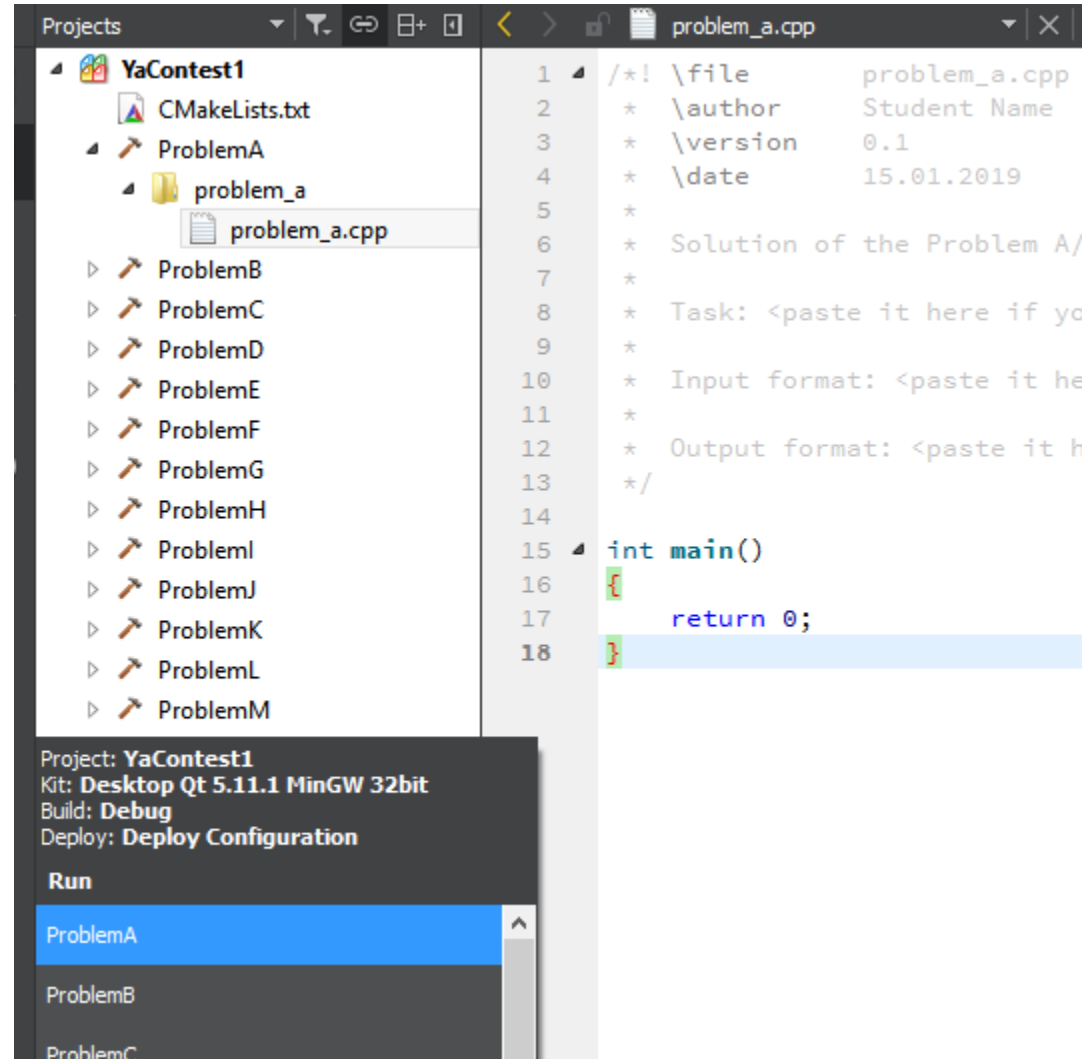 Projects
YaContest1
CMakeLists.txt
ProblemA
problem_a
problem_a.cpp
ProblemB
ProblemC
ProblemD
ProblemE
ProblemF
ProblemG
ProblemH
ProblemI
ProblemJ
ProblemK
ProblemL
ProblemM
Project: YaContest1
Kit: Desktop Qt 5.11.1 MinGW 32bit
Build: Debug
Deploy: Deploy Configuration
Run
ProblemA
ProblemB
ProblemC
problem_a.cpp
1 /*! \file problem_a.cpp
2 * \author Student Name
3 * \version 0.1
4 * \date 15.01.2019
5 *
6 * Solution of the Problem A/
7 *
8 * Task: <paste it here if yo
9 *
10 * Input format: <paste it he
11 *
12 * Output format: <paste it h
13 */
14
15 int main()
16 {
17 return 0;
18 }